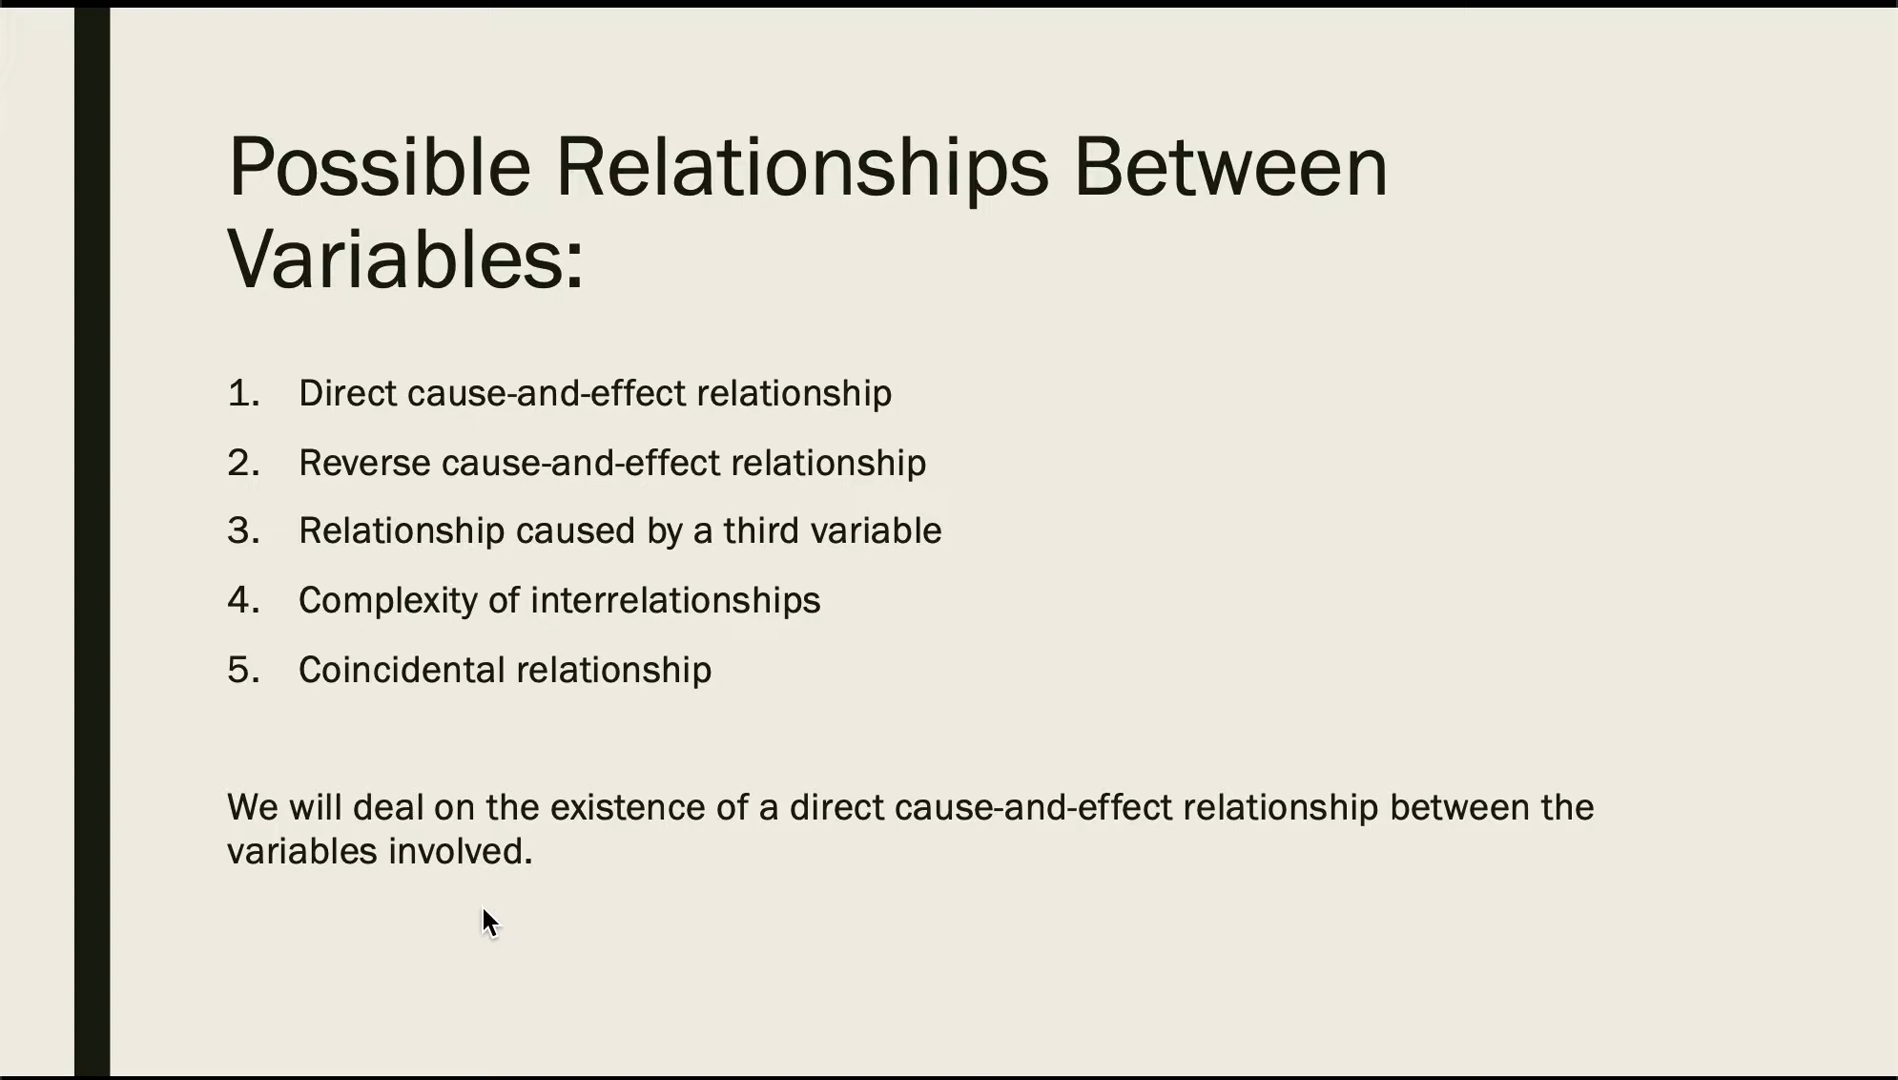 Possible Relationships Between
Variables:
1. Direct cause-and-effect relationship
2. Reverse cause-and-effect relationship
3. Relationship caused by a third variable
4. Complexity of interrelationships
5. Coincidental relationship
We will deal on the existence of a direct cause-and-effect relationship between the
variables involved.